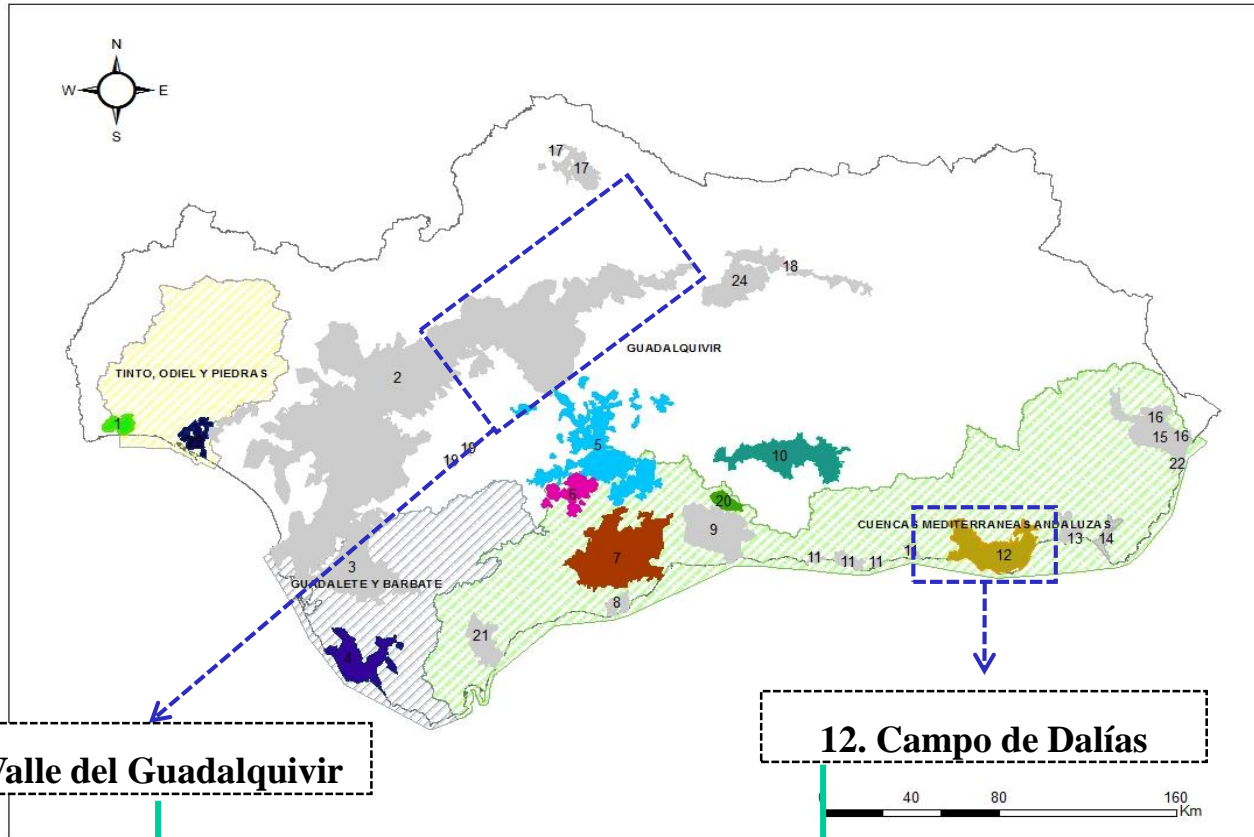 N
W E
S
17
17
18
24
GUADALQUIVIR
TINTO, ODIEL Y PIEDRAS
2
1
16
15 16
19
19
5
10
22
6
20
9
CUENCAS MEDITERRANEAS ANDALUZAS
13 14
12
7
11 11 11
3
GUADALETE Y BARBATE
8
21
4
12. Campo de Dalías
Valle del Guadalquivir
0 40 80 160
Km